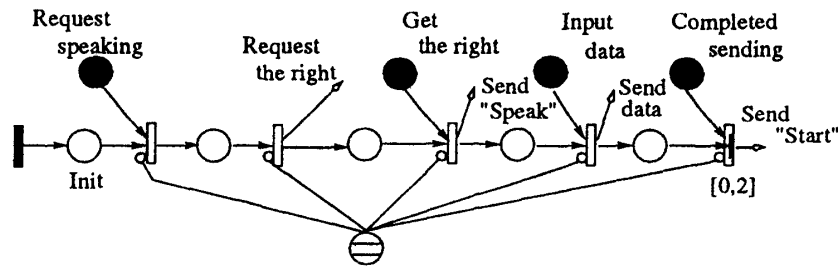 Request
speaking
Request
the right
Get
the right
Send
"Speak"
Input
data
Send
data
Completed
sending
Send
"Start"
Init
[0,2]